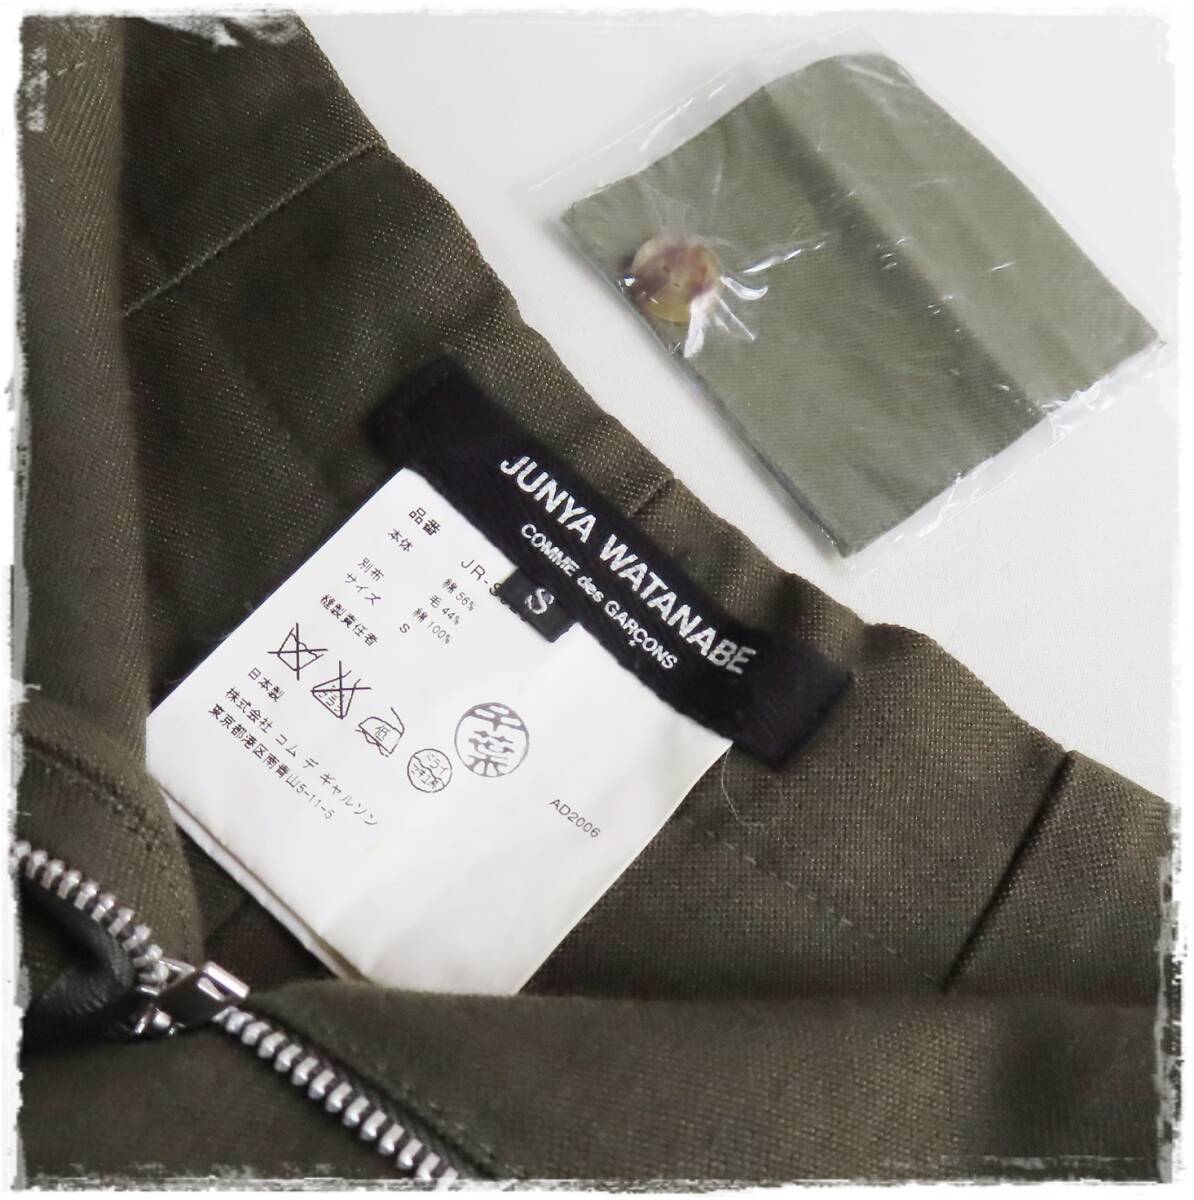 JUNYA WATANABE
COMME des GARÇONS
S
品番 JR-S
本体 綿 56%
毛 44%
別布 綿 100%
サイズ S
縫製責任者
日本製
株式会社 コム デ ギャルソン
東京都港区南青山5-11-5
低
千葉
AD2006